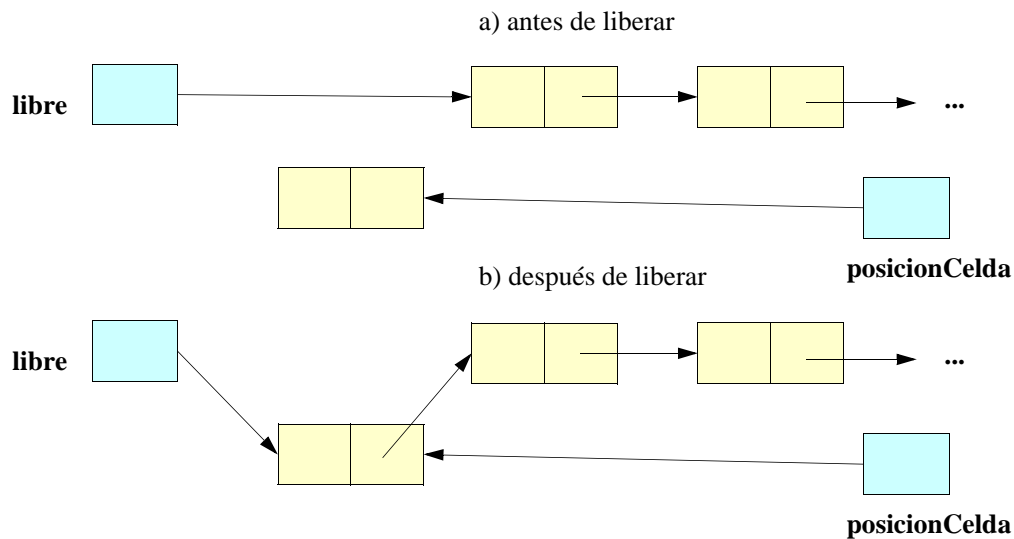 a) antes de liberar
libre
...
posicionCelda
b) después de liberar
libre
...
posicionCelda